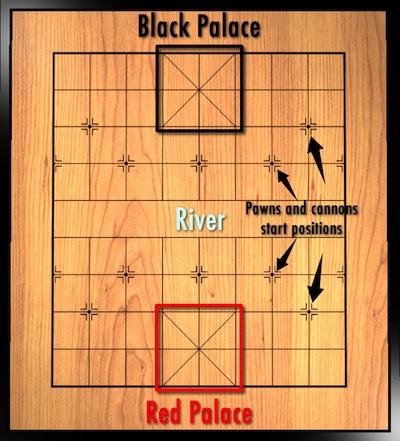 Black Palace
River
Pawns and cannons
start positions
Red Palace